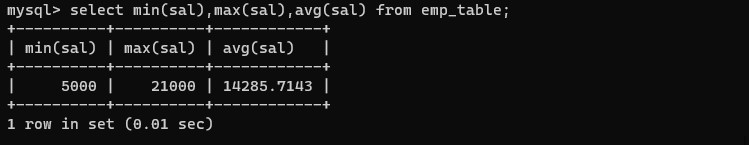 mysql> select min(sal),max(sal),avg(sal) from emp_table;
+----------+----------+------------+
| min(sal) | max(sal) | avg(sal)   |
+----------+----------+------------+
|     5000 |    21000 | 14285.7143 |
+----------+----------+------------+
1 row in set (0.01 sec)